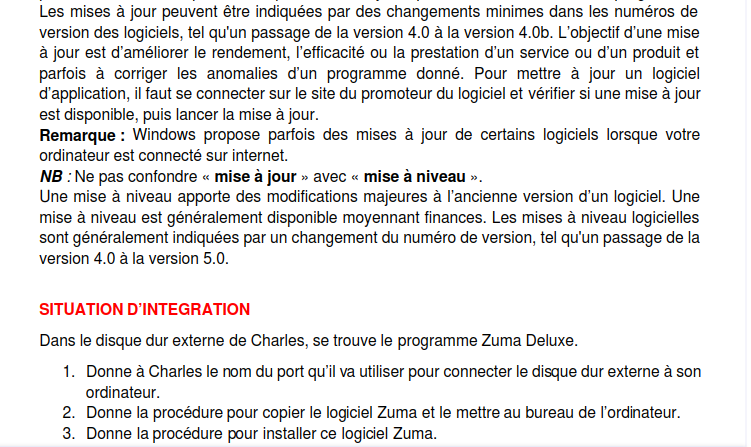 Les mises à jour peuvent être indiquées par des changements minimes dans les numéros de
version des logiciels, tel qu'un passage de la version 4.0 à la version 4.0b. L’objectif d’une mise
à jour est d’améliorer le rendement, l’efficacité ou la prestation d’un service ou d’un produit et
parfois à corriger les anomalies d’un programme donné. Pour mettre à jour un logiciel
d’application, il faut se connecter sur le site du promoteur du logiciel et vérifier si une mise à jour
est disponible, puis lancer la mise à jour.
Remarque : Windows propose parfois des mises à jour de certains logiciels lorsque votre
ordinateur est connecté sur internet.
NB : Ne pas confondre « mise à jour » avec « mise à niveau ».
Une mise à niveau apporte des modifications majeures à l’ancienne version d’un logiciel. Une
mise à niveau est généralement disponible moyennant finances. Les mises à niveau logicielles
sont généralement indiquées par un changement du numéro de version, tel qu'un passage de la
version 4.0 à la version 5.0.
SITUATION D’INTEGRATION
Dans le disque dur externe de Charles, se trouve le programme Zuma Deluxe.
1. Donne à Charles le nom du port qu’il va utiliser pour connecter le disque dur externe à son
ordinateur.
2. Donne la procédure pour copier le logiciel Zuma et le mettre au bureau de l’ordinateur.
3. Donne la procédure pour installer ce logiciel Zuma.